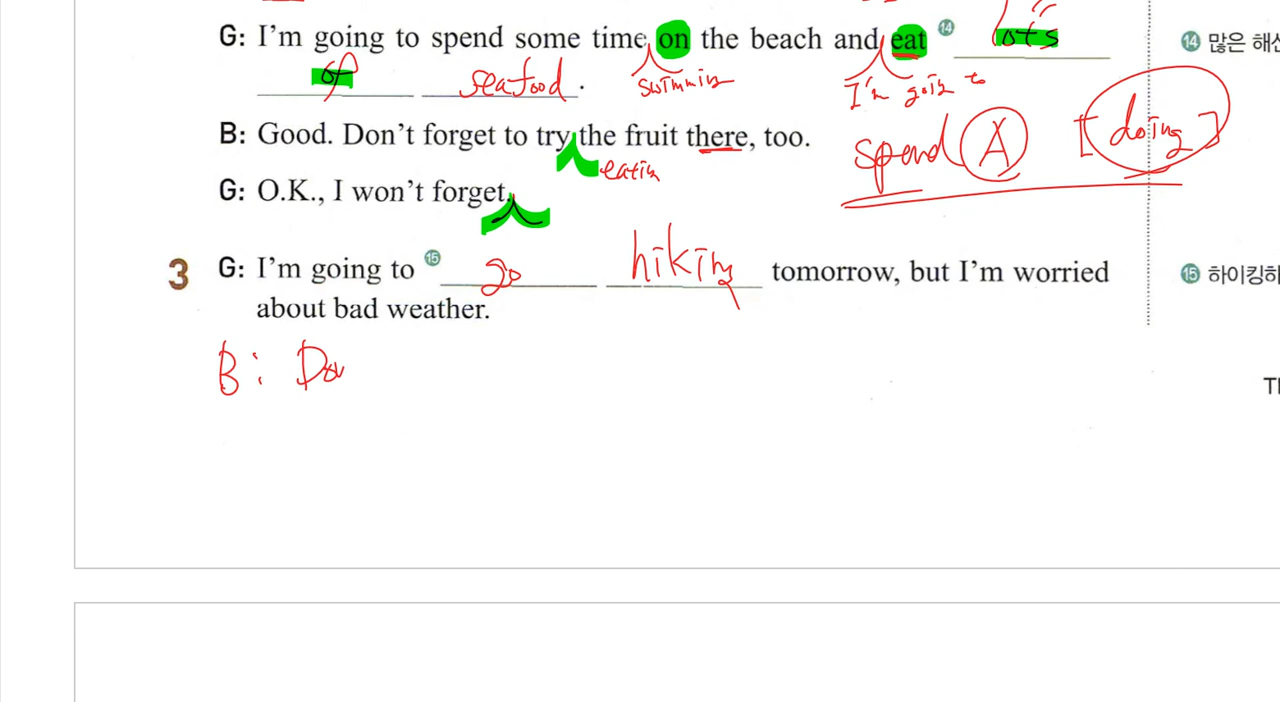 G: I'm going to spend some time on the beach and eat ⑭ lots
of seafood. swimming I'm going to
⑭ 많은 해산
B: Good. Don't forget to try the fruit there, too.
spend A [doing]
eatin
G: O.K., I won't forget.
3 G: I'm going to ⑮ go hiking tomorrow, but I'm worried
⑮ 하이킹하
about bad weather.
B: